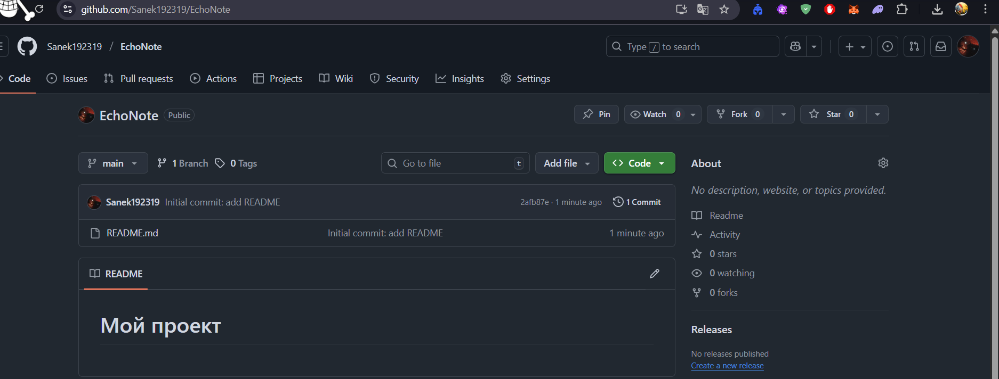 github.com/Sanek192319/EchoNote
Sanek192319 / EchoNote
Type / to search
Code Issues Pull requests Actions Projects Wiki Security Insights Settings
EchoNote Public
Pin Watch 0 Fork 0 Star 0
main 1 Branch 0 Tags Go to file t Add file Code
Sanek192319 Initial commit: add README 2afb87e · 1 minute ago 1 Commit
README.md Initial commit: add README 1 minute ago
README
Мой проект
About
No description, website, or topics provided.
Readme
Activity
0 stars
0 watching
0 forks
Releases
No releases published
Create a new release